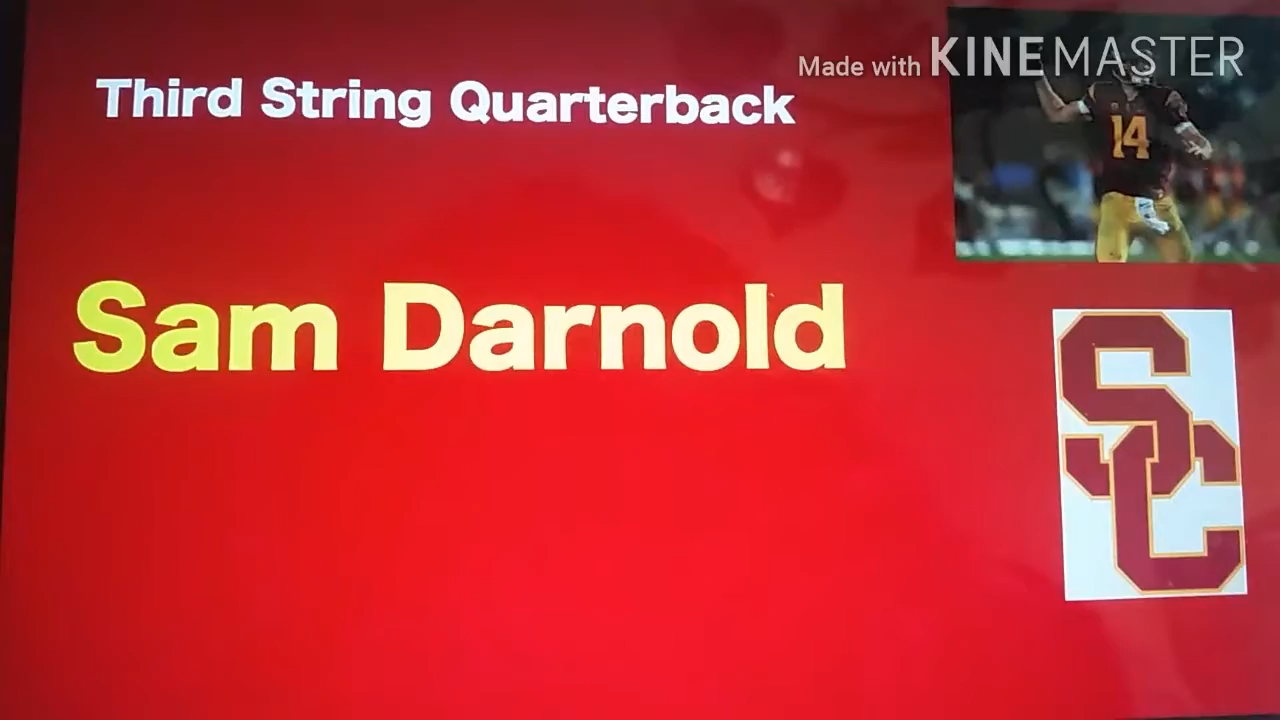 Made with KINEMASTER
Third String Quarterback
14
Sam Darnold
SC